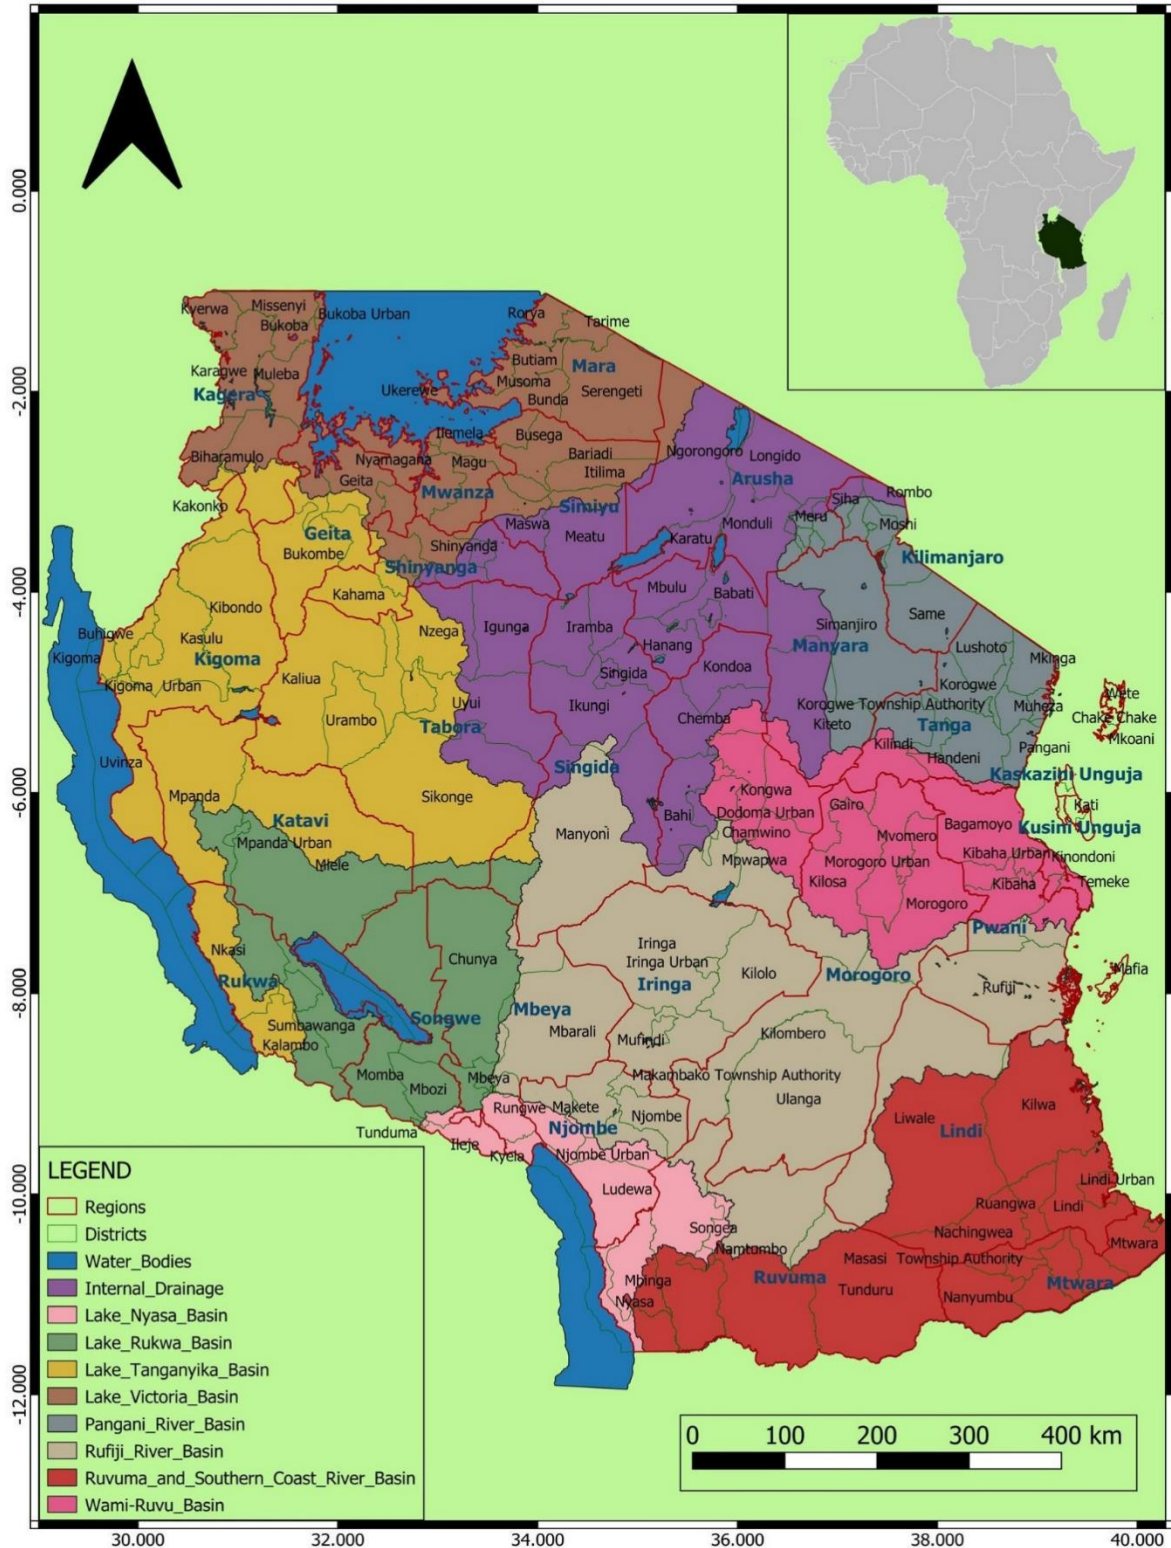 0.000
-2.000
-4.000
-6.000
-8.000
-10.000
-12.000
Kyerwa
Missenyi
Bukoba
Bukoba Urban
Rorya
Tarime
Karagwe
Muleba
Kagera
Butiam
Mara
Musoma
Serengeti
Ukerewe
Bunda
Ilemela
Busega
Biharamulo
Nyamagana
Magu
Bariadi
Itilima
Ngorongoro
Longido
Geita
Mwanza
Arusha
Kakonko
Simiyu
Siha
Rombo
Geita
Bukombe
Maswa
Meatu
Monduli
Meru
Moshi
Shinyanga
Shinyanga
Karatu
Kilimanjaro
Kahama
Mbulu
Babati
Kibondo
Nzega
Igunga
Iramba
Simanjiro
Same
Buhigwe
Kasulu
Hanang
Manyara
Lushoto
Kigoma
Kigoma
Kaliua
Singida
Kondoa
Mkinga
Kigoma Urban
Korogwe
Urambo
Uyui
Ikungi
Korogwe Township Authority
Muheza
Wete
Tabora
Chemba
Kiteto
Tanga
Chake Chake
Mkoani
Kilindi
Handeni
Pangani
Uvinza
Singida
Kaskazini Unguja
Mpanda
Sikonge
Kongwa
Katavi
Bahi
Dodoma Urban
Gairo
Kati
Manyoni
Chamwino
Mvomero
Bagamoyo
Kusini Unguja
Mpanda Urban
Mlele
Mpwapwa
Morogoro Urban
Kibaha Urban
Kinondoni
Kilosa
Kibaha
Temeke
Morogoro
Pwani
Nkasi
Chunya
Iringa
Iringa Urban
Kilolo
Morogoro
Mafia
Rukwa
Iringa
Rufiji
Songwe
Mbeya
Sumbawanga
Mbarali
Mufindi
Kilombero
Kalambo
Momba
Mbozi
Mbeya
Makambako Township Authority
Ulanga
Rungwe
Makete
Njombe
Liwale
Kilwa
Tunduma
Ileje
Njombe
Lindi
Kyela
Njombe Urban
Ludewa
Lindi Urban
Ruangwa
Lindi
Songea
Nachingwea
Namtumbo
Masasi
Township Authority
Mtwara
Mbinga
Ruvuma
Tunduru
Nanyumbu
Mtwara
Nyasa
LEGEND
Regions
Districts
Water_Bodies
Internal_Drainage
Lake_Nyasa_Basin
Lake_Rukwa_Basin
Lake_Tanganyika_Basin
Lake_Victoria_Basin
Pangani_River_Basin
Rufiji_River_Basin
Ruvuma_and_Southern_Coast_River_Basin
Wami-Ruvu_Basin
0 100 200 300 400 km
30.000 32.000 34.000 36.000 38.000 40.000